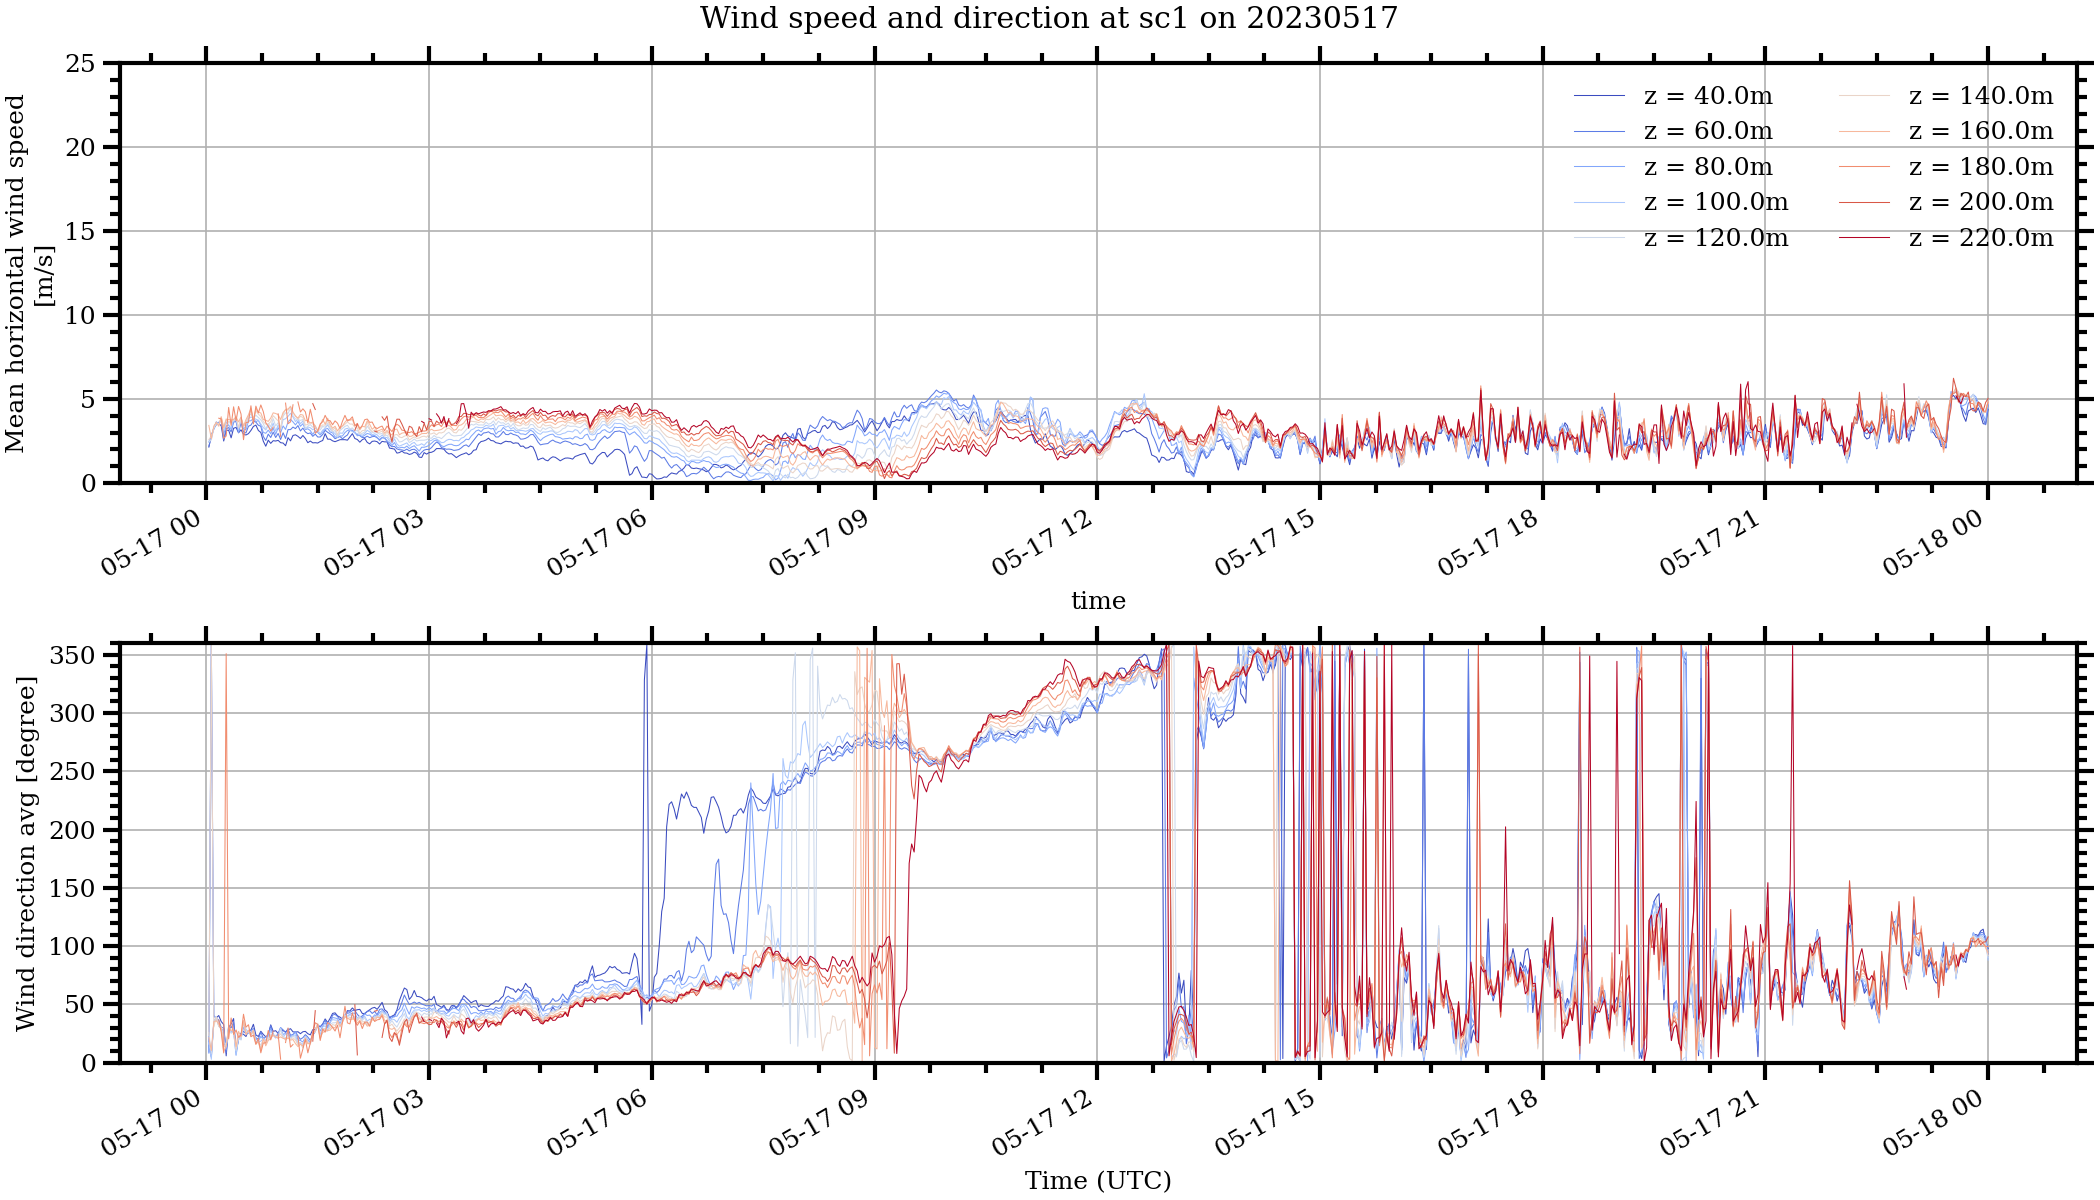 Wind speed and direction at sc1 on 20230517
Mean horizontal wind speed
[m/s]
25
20
15
10
5
0
z = 40.0m
z = 60.0m
z = 80.0m
z = 100.0m
z = 120.0m
z = 140.0m
z = 160.0m
z = 180.0m
z = 200.0m
z = 220.0m
05-17 00
05-17 03
05-17 06
05-17 09
05-17 12
05-17 15
05-17 18
05-17 21
05-18 00
time
Wind direction avg [degree]
350
300
250
200
150
100
50
0
05-17 00
05-17 03
05-17 06
05-17 09
05-17 12
05-17 15
05-17 18
05-17 21
05-18 00
Time (UTC)